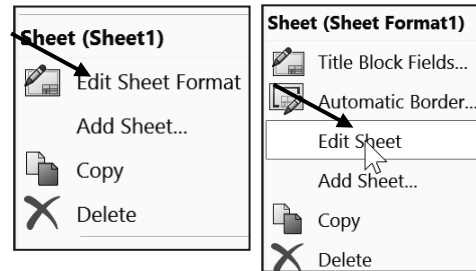 Sheet (Sheet1)
Edit Sheet Format
Add Sheet...
Copy
Delete
Sheet (Sheet Format1)
Title Block Fields...
Automatic Border...
Edit Sheet
Add Sheet...
Copy
Delete